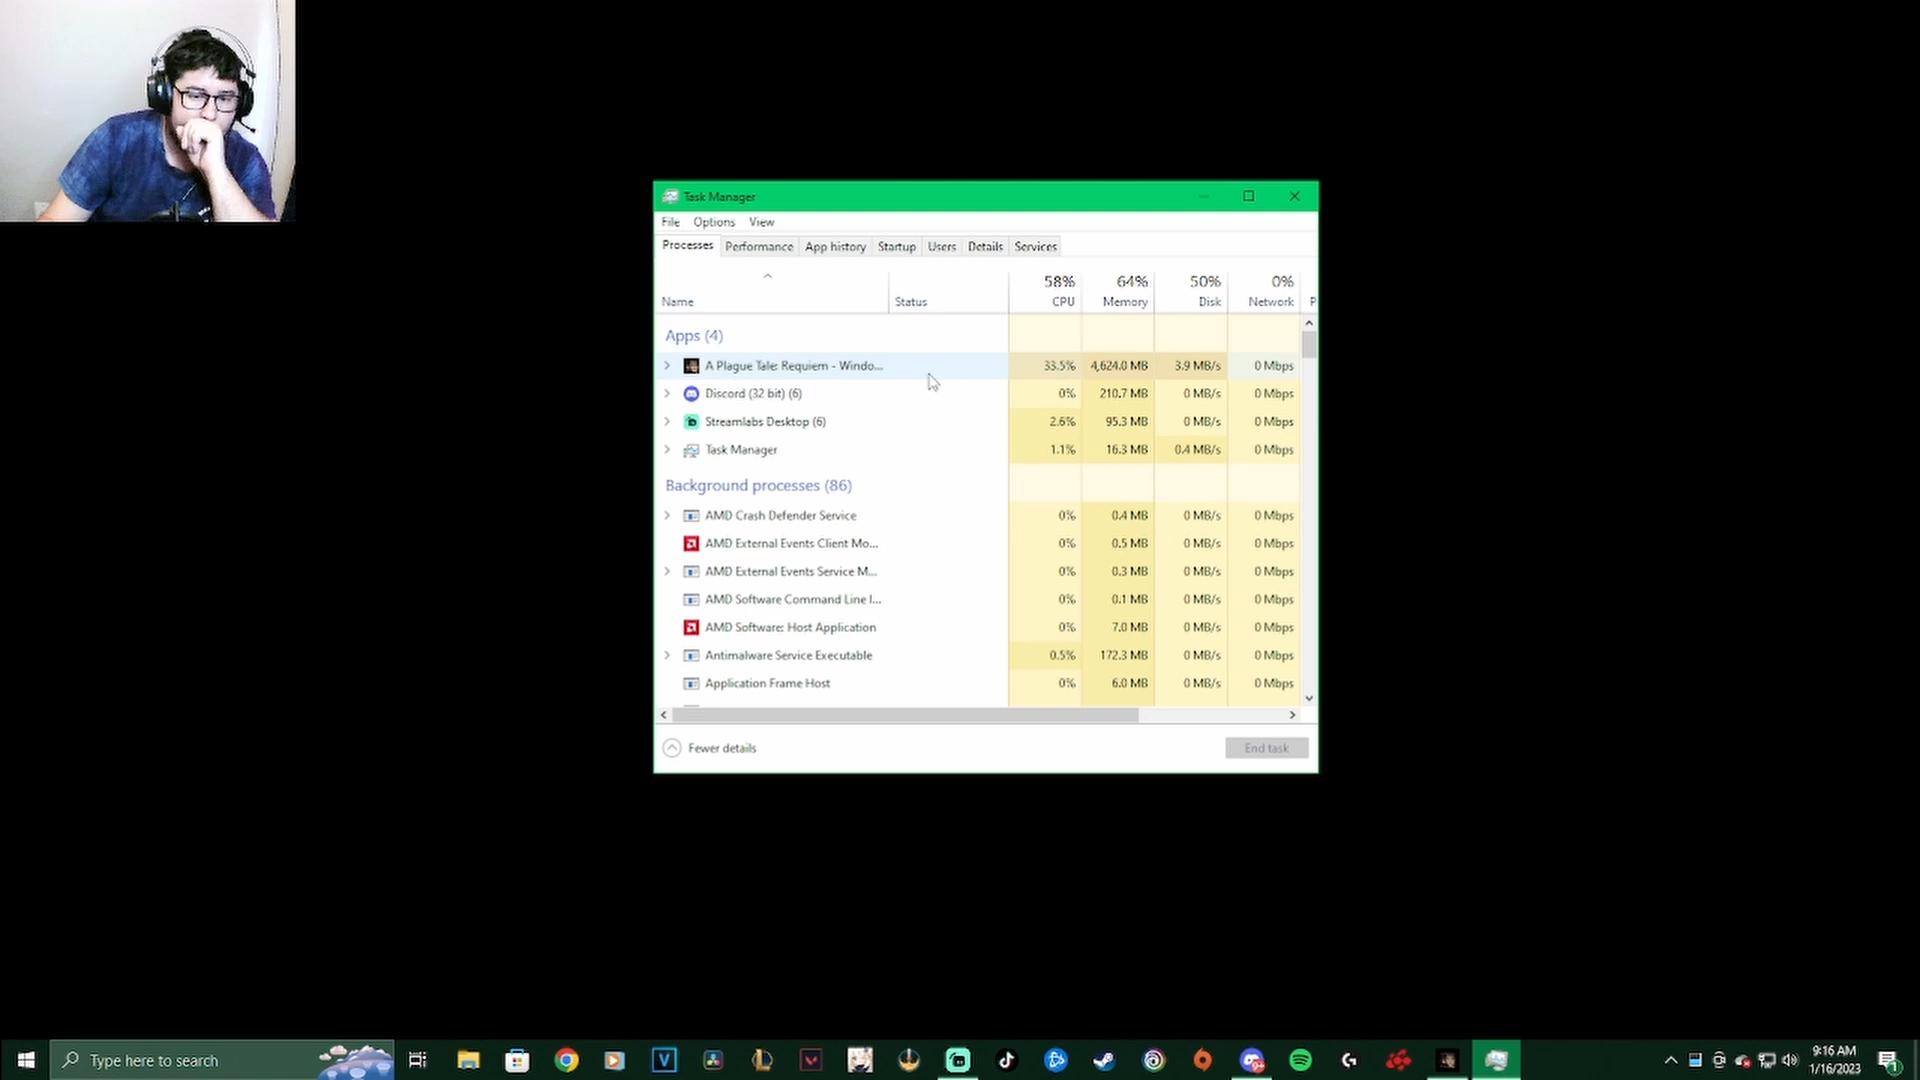 Task Manager
File Options View
Processes Performance App history Startup Users Details Services
58% 64% 50% 0%
Name Status CPU Memory Disk Network P
Apps (4)
A Plague Tale: Requiem - Windo... 33.5% 4,624.0 MB 3.9 MB/s 0 Mbps
Discord (32 bit) (6) 0% 210.7 MB 0 MB/s 0 Mbps
Streamlabs Desktop (6) 2.6% 95.3 MB 0 MB/s 0 Mbps
Task Manager 1.1% 16.3 MB 0.4 MB/s 0 Mbps
Background processes (86)
AMD Crash Defender Service 0% 0.4 MB 0 MB/s 0 Mbps
AMD External Events Client Mo... 0% 0.5 MB 0 MB/s 0 Mbps
AMD External Events Service M... 0% 0.3 MB 0 MB/s 0 Mbps
AMD Software Command Line I... 0% 0.1 MB 0 MB/s 0 Mbps
AMD Software: Host Application 0% 7.0 MB 0 MB/s 0 Mbps
Antimalware Service Executable 0.5% 172.3 MB 0 MB/s 0 Mbps
Application Frame Host 0% 6.0 MB 0 MB/s 0 Mbps
Fewer details End task
Type here to search
9:16 AM
1/16/2023